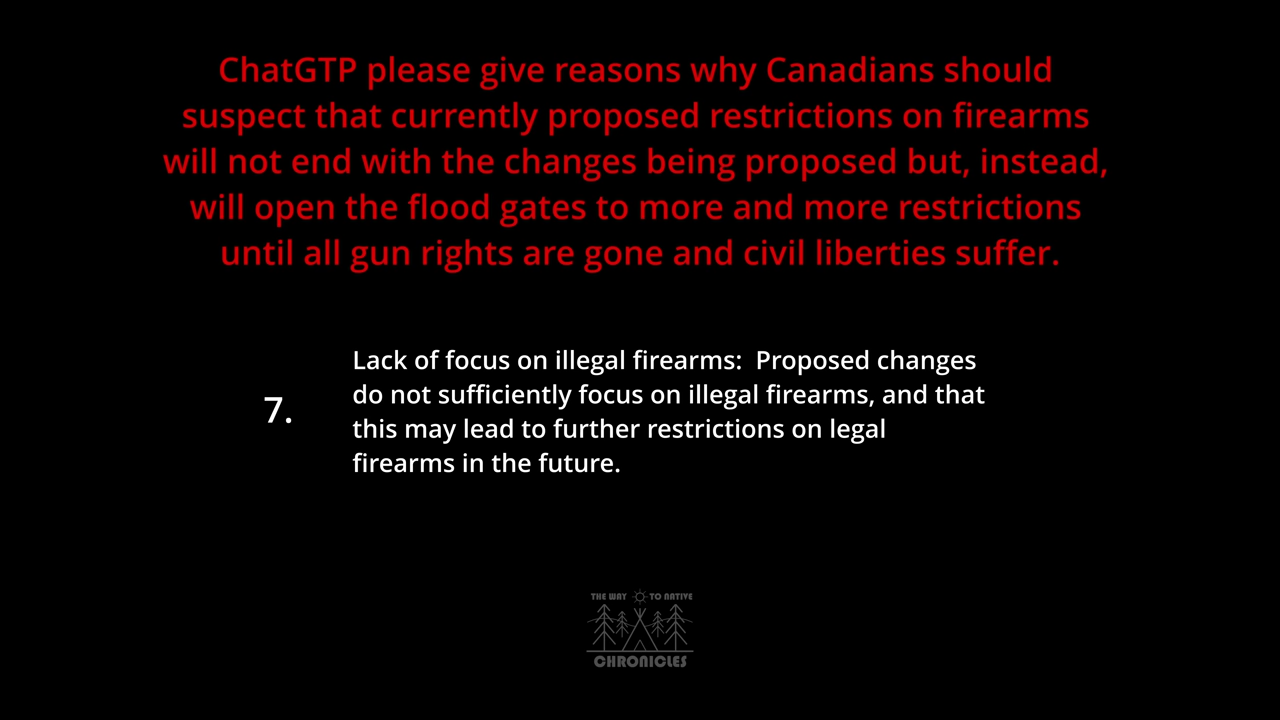 ChatGTP please give reasons why Canadians should
suspect that currently proposed restrictions on firearms
will not end with the changes being proposed but, instead,
will open the flood gates to more and more restrictions
until all gun rights are gone and civil liberties suffer.
7.
Lack of focus on illegal firearms:  Proposed changes
do not sufficiently focus on illegal firearms, and that
this may lead to further restrictions on legal
firearms in the future.
THE WAY TO NATIVE
CHRONICLES